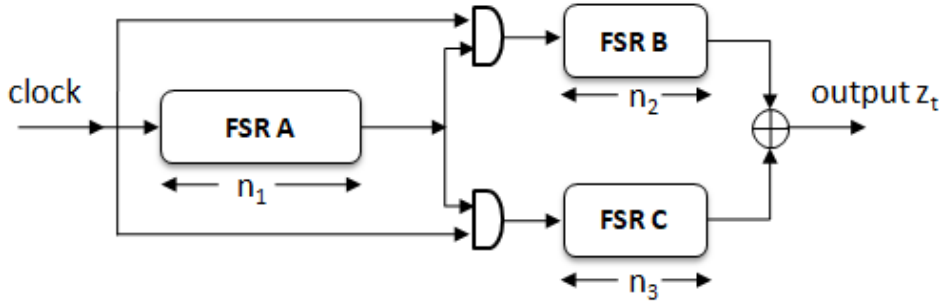 clock
FSR A
n₁
FSR B
n₂
output zₜ
FSR C
n₃